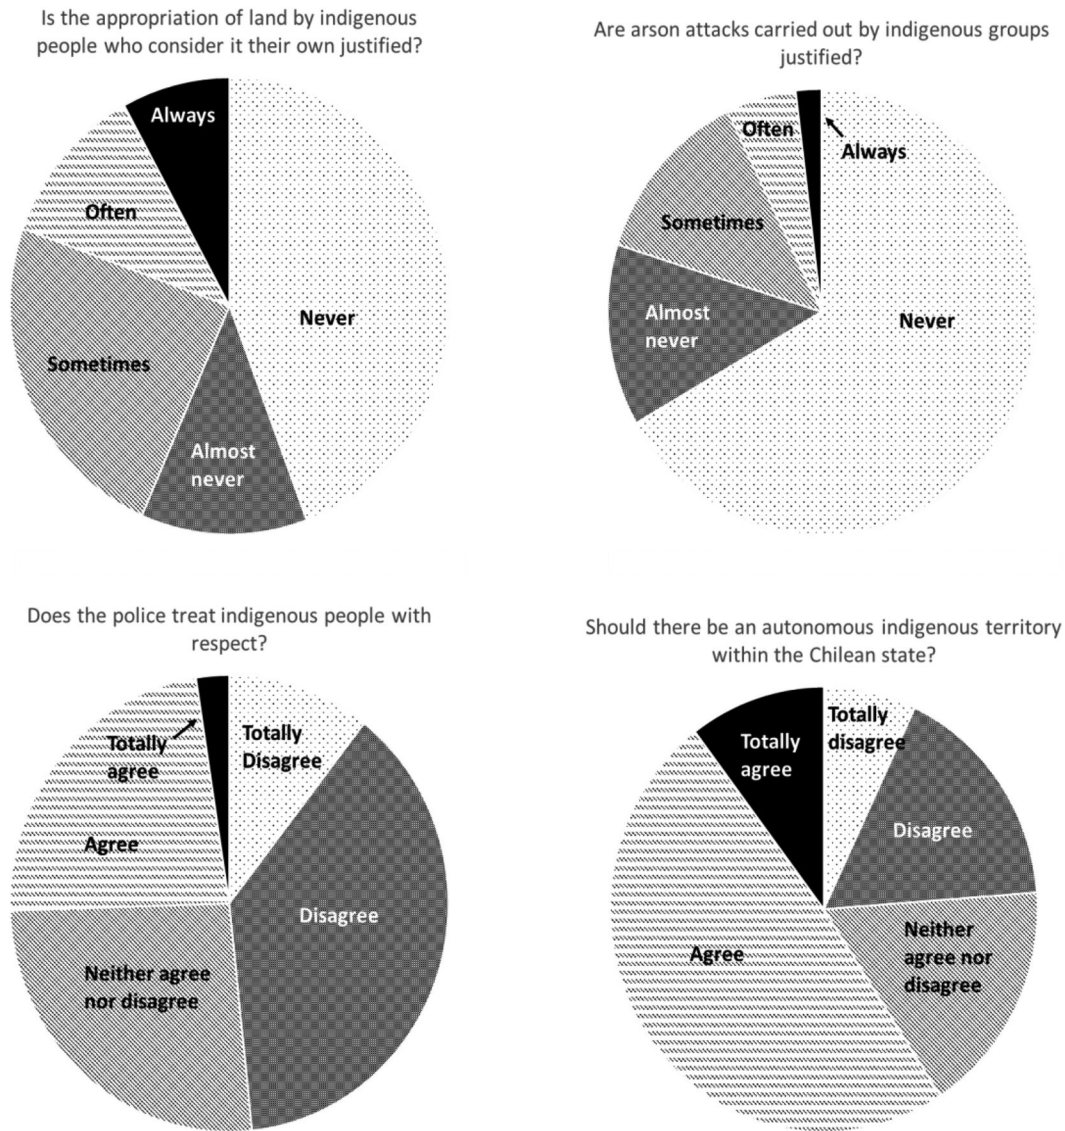 Is the appropriation of land by indigenous
people who consider it their own justified?
Always
Often
Sometimes
Never
Almost
never
Are arson attacks carried out by indigenous groups
justified?
Often
Always
Sometimes
Almost
never
Never
Does the police treat indigenous people with
respect?
Totally
agree
Totally
Disagree
Agree
Disagree
Neither agree
nor disagree
Should there be an autonomous indigenous territory
within the Chilean state?
Totally
agree
Totally
disagree
Disagree
Agree
Neither
agree nor
disagree